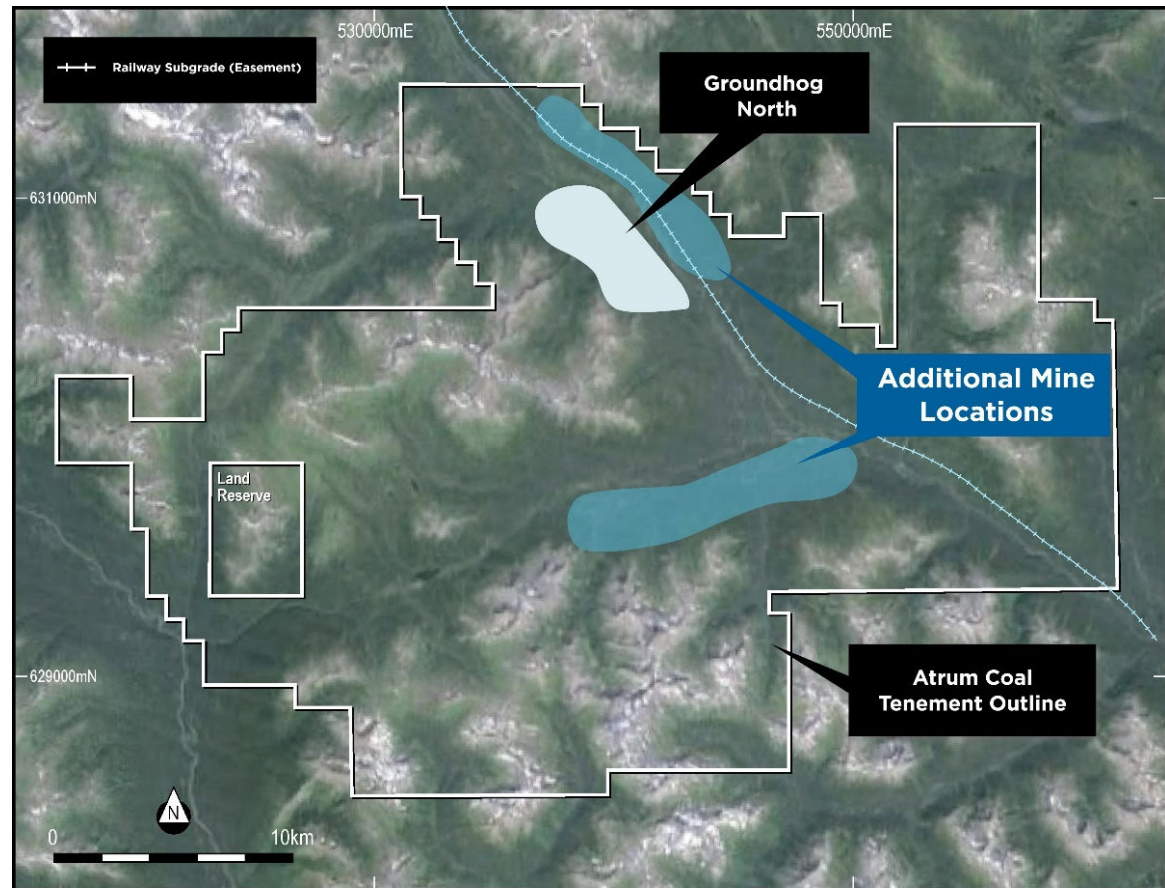 530000mE
550000mE
Railway Subgrade (Easement)
Groundhog
North
631000mN
Additional Mine
Locations
Land
Reserve
629000mN
Atrum Coal
Tenement Outline
N
0
10km